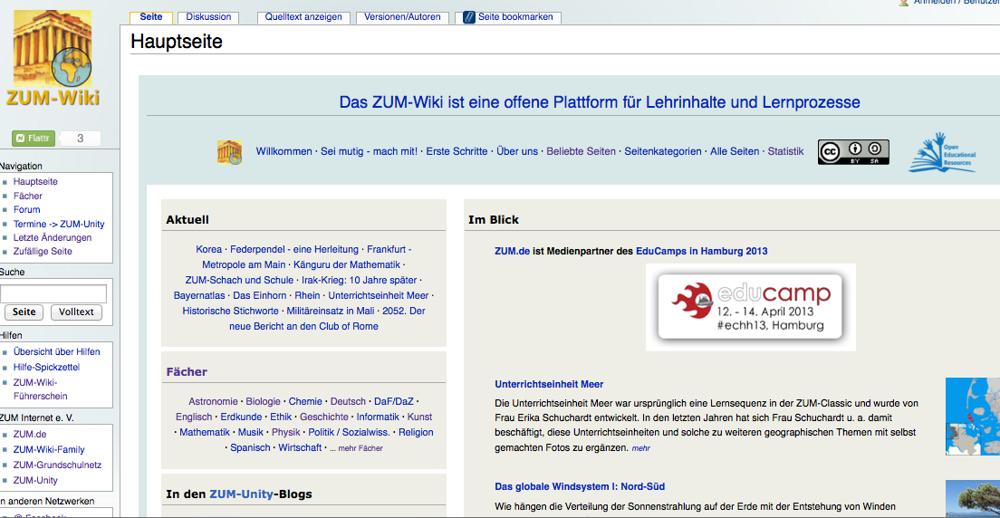 Anmelden / Benutzer
Seite
Diskussion
Quelltext anzeigen
Versionen/Autoren
Seite bookmarken
Hauptseite
ZUM-Wiki
Flattr
3
Das ZUM-Wiki ist eine offene Plattform für Lehrinhalte und Lernprozesse
Willkommen · Sei mutig - mach mit! · Erste Schritte · Über uns · Beliebte Seiten · Seitenkategorien · Alle Seiten · Statistik
cc
BY SA
Open
Educational
Resources
Navigation
Hauptseite
Fächer
Forum
Termine -> ZUM-Unity
Letzte Änderungen
Zufällige Seite
Suche
Seite
Volltext
Hilfen
Übersicht über Hilfen
Hilfe-Spickzettel
ZUM-Wiki-
Führerschein
ZUM Internet e. V.
ZUM.de
ZUM-Wiki-Family
ZUM-Grundschulnetz
ZUM-Unity
n anderen Netzwerken
@ Facebook
Aktuell
Korea · Federpendel - eine Herleitung · Frankfurt -
Metropole am Main · Känguru der Mathematik ·
ZUM-Schach und Schule · Irak-Krieg: 10 Jahre später ·
Bayernatlas · Das Einhorn · Rhein · Unterrichtseinheit Meer ·
Historische Stichworte · Militäreinsatz in Mali · 2052. Der
neue Bericht an den Club of Rome
Fächer
Astronomie · Biologie · Chemie · Deutsch · DaF/DaZ ·
Englisch · Erdkunde · Ethik · Geschichte · Informatik · Kunst
· Mathematik · Musik · Physik · Politik / Sozialwiss. · Religion
· Spanisch · Wirtschaft · ... mehr Fächer
In den ZUM-Unity-Blogs
Im Blick
ZUM.de ist Medienpartner des EduCamps in Hamburg 2013
educamp
12. - 14. April 2013
#echh13, Hamburg
Unterrichtseinheit Meer
Die Unterrichtseinheit Meer war ursprünglich eine Lernsequenz in der ZUM-Classic und wurde von
Frau Erika Schuchardt entwickelt. In den letzten Jahren hat sich Frau Schuchardt u. a. damit
beschäftigt, diese Unterrichtseinheiten und solche zu weiteren geographischen Themen mit selbst
gemachten Fotos zu ergänzen. mehr
Das globale Windsystem I: Nord-Süd
Wie hängen die Verteilung der Sonnenstrahlung auf der Erde mit der Entstehung von Winden